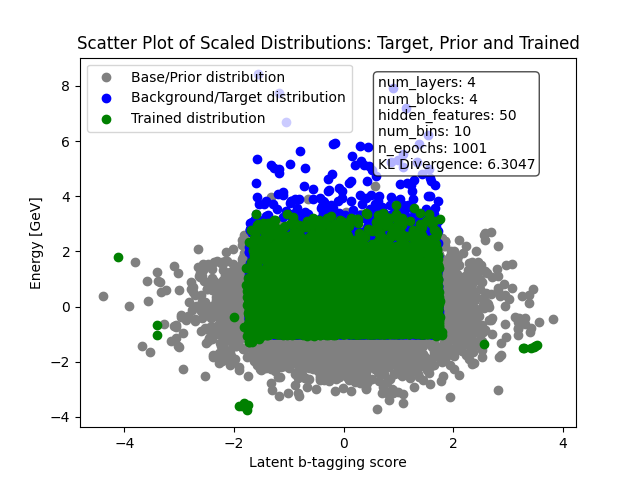 Scatter Plot of Scaled Distributions: Target, Prior and Trained
Base/Prior distribution
Background/Target distribution
Trained distribution
num_layers: 4
num_blocks: 4
hidden_features: 50
num_bins: 10
n_epochs: 1001
KL Divergence: 6.3047
Energy [GeV]
8
6
4
2
0
−2
−4
−4
−2
0
2
4
Latent b-tagging score